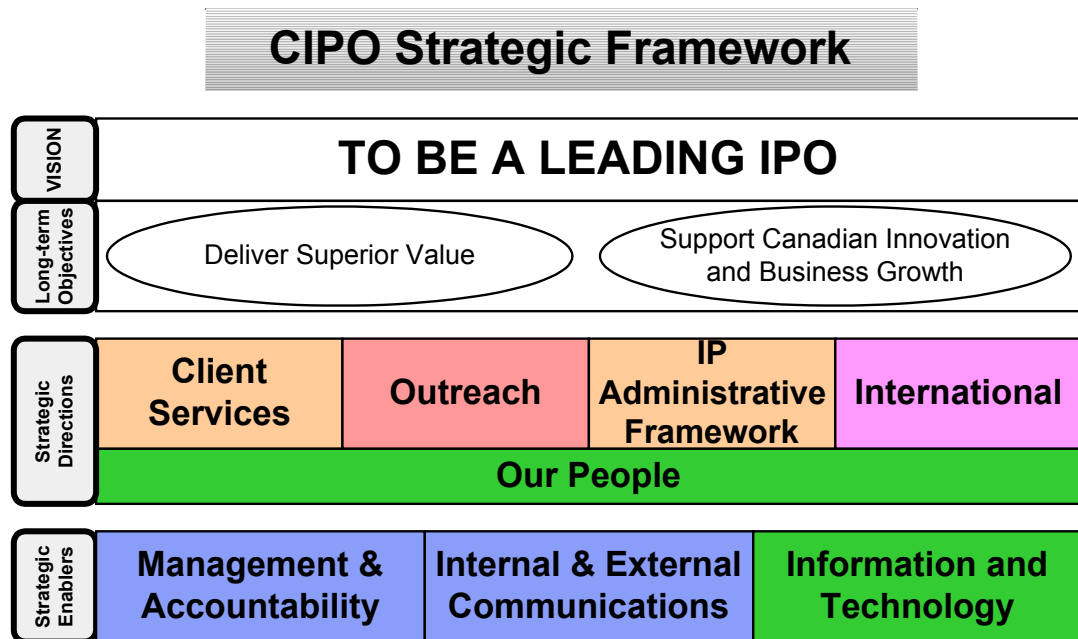 CIPO Strategic Framework
VISION
TO BE A LEADING IPO
Long-term
Objectives
Deliver Superior Value
Support Canadian Innovation
and Business Growth
Strategic
Directions
Client
Services
Outreach
IP
Administrative
Framework
International
Our People
Strategic
Enablers
Management &
Accountability
Internal & External
Communications
Information and
Technology